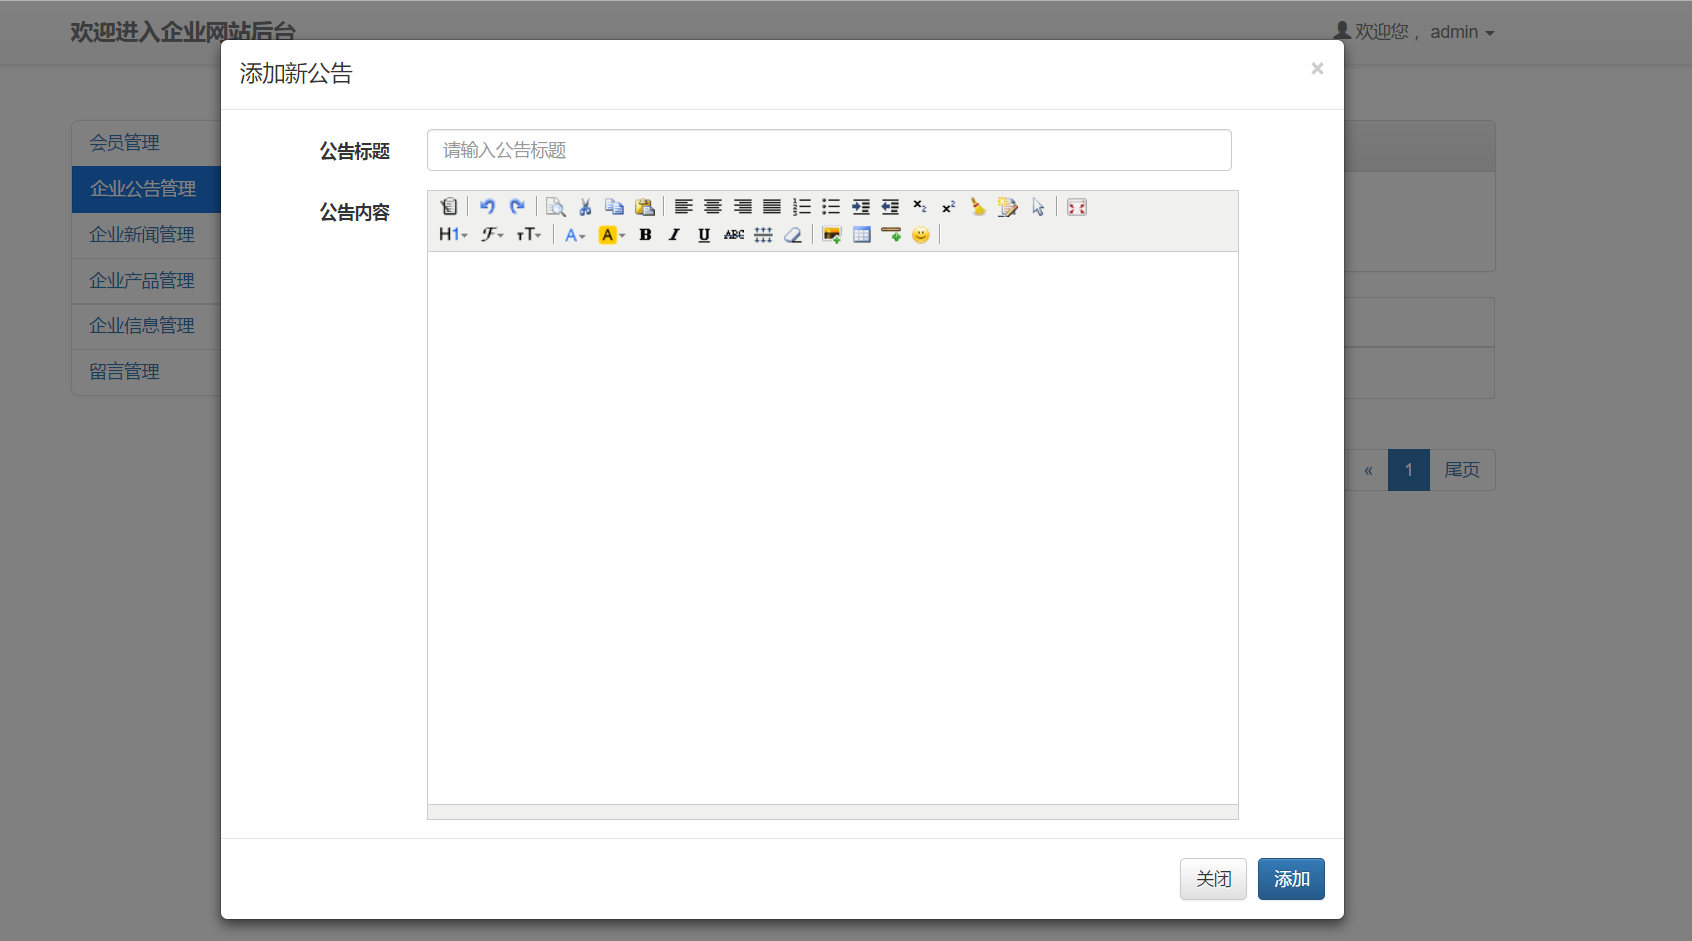 欢迎进入企业网站后台
欢迎您， admin
添加新公告
×
会员管理
企业公告管理
企业新闻管理
企业产品管理
企业信息管理
留言管理
公告标题
请输入公告标题
公告内容
H1 F тT A A B I U ABC
« 1 尾页
关闭 添加